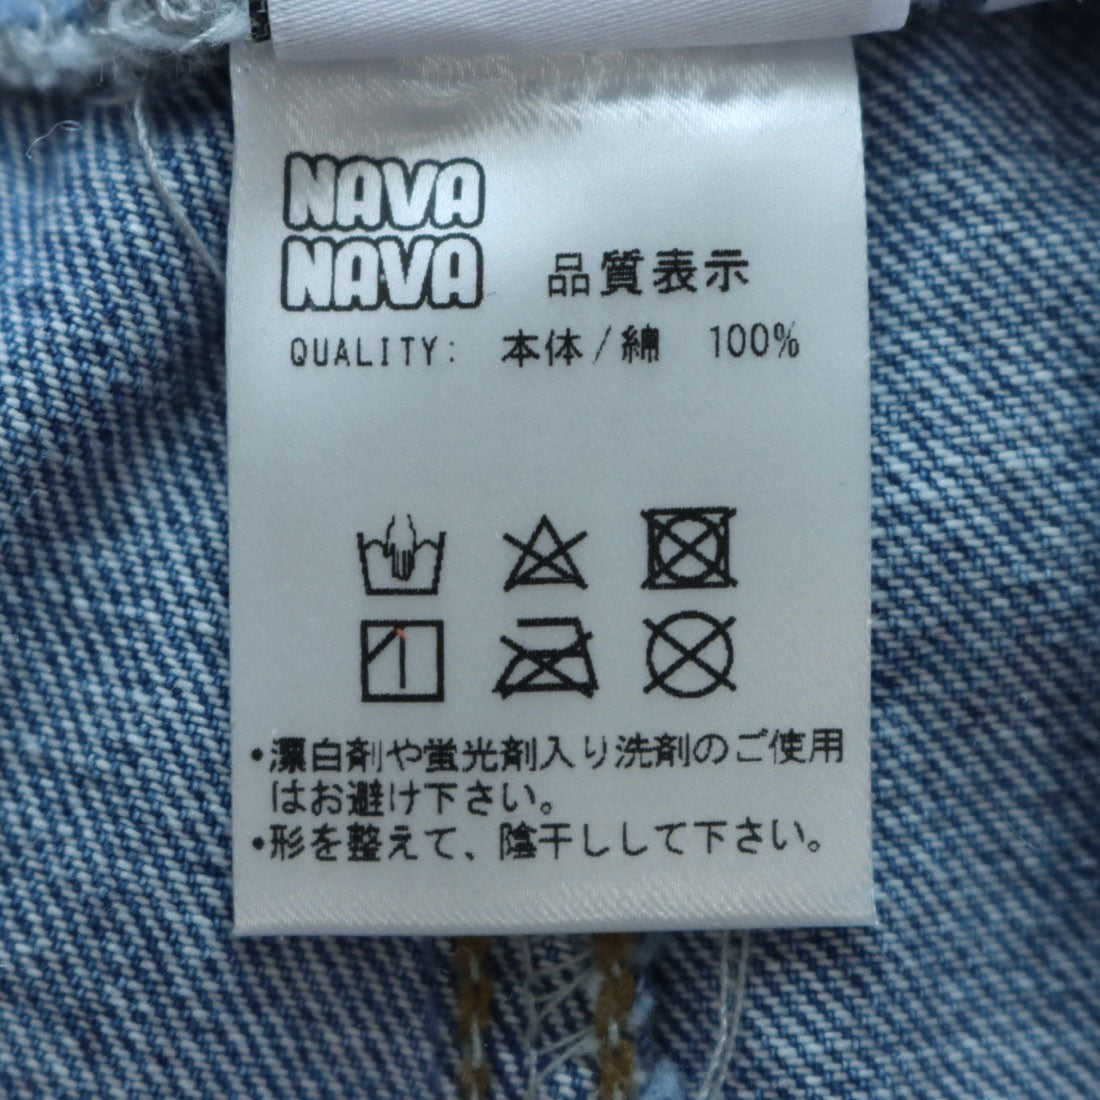 NAVA
NAVA
品質表示
QUALITY: 本体/綿 100%
・漂白剤や蛍光剤入り洗剤のご使用
はお避け下さい。
・形を整えて、陰干しして下さい。